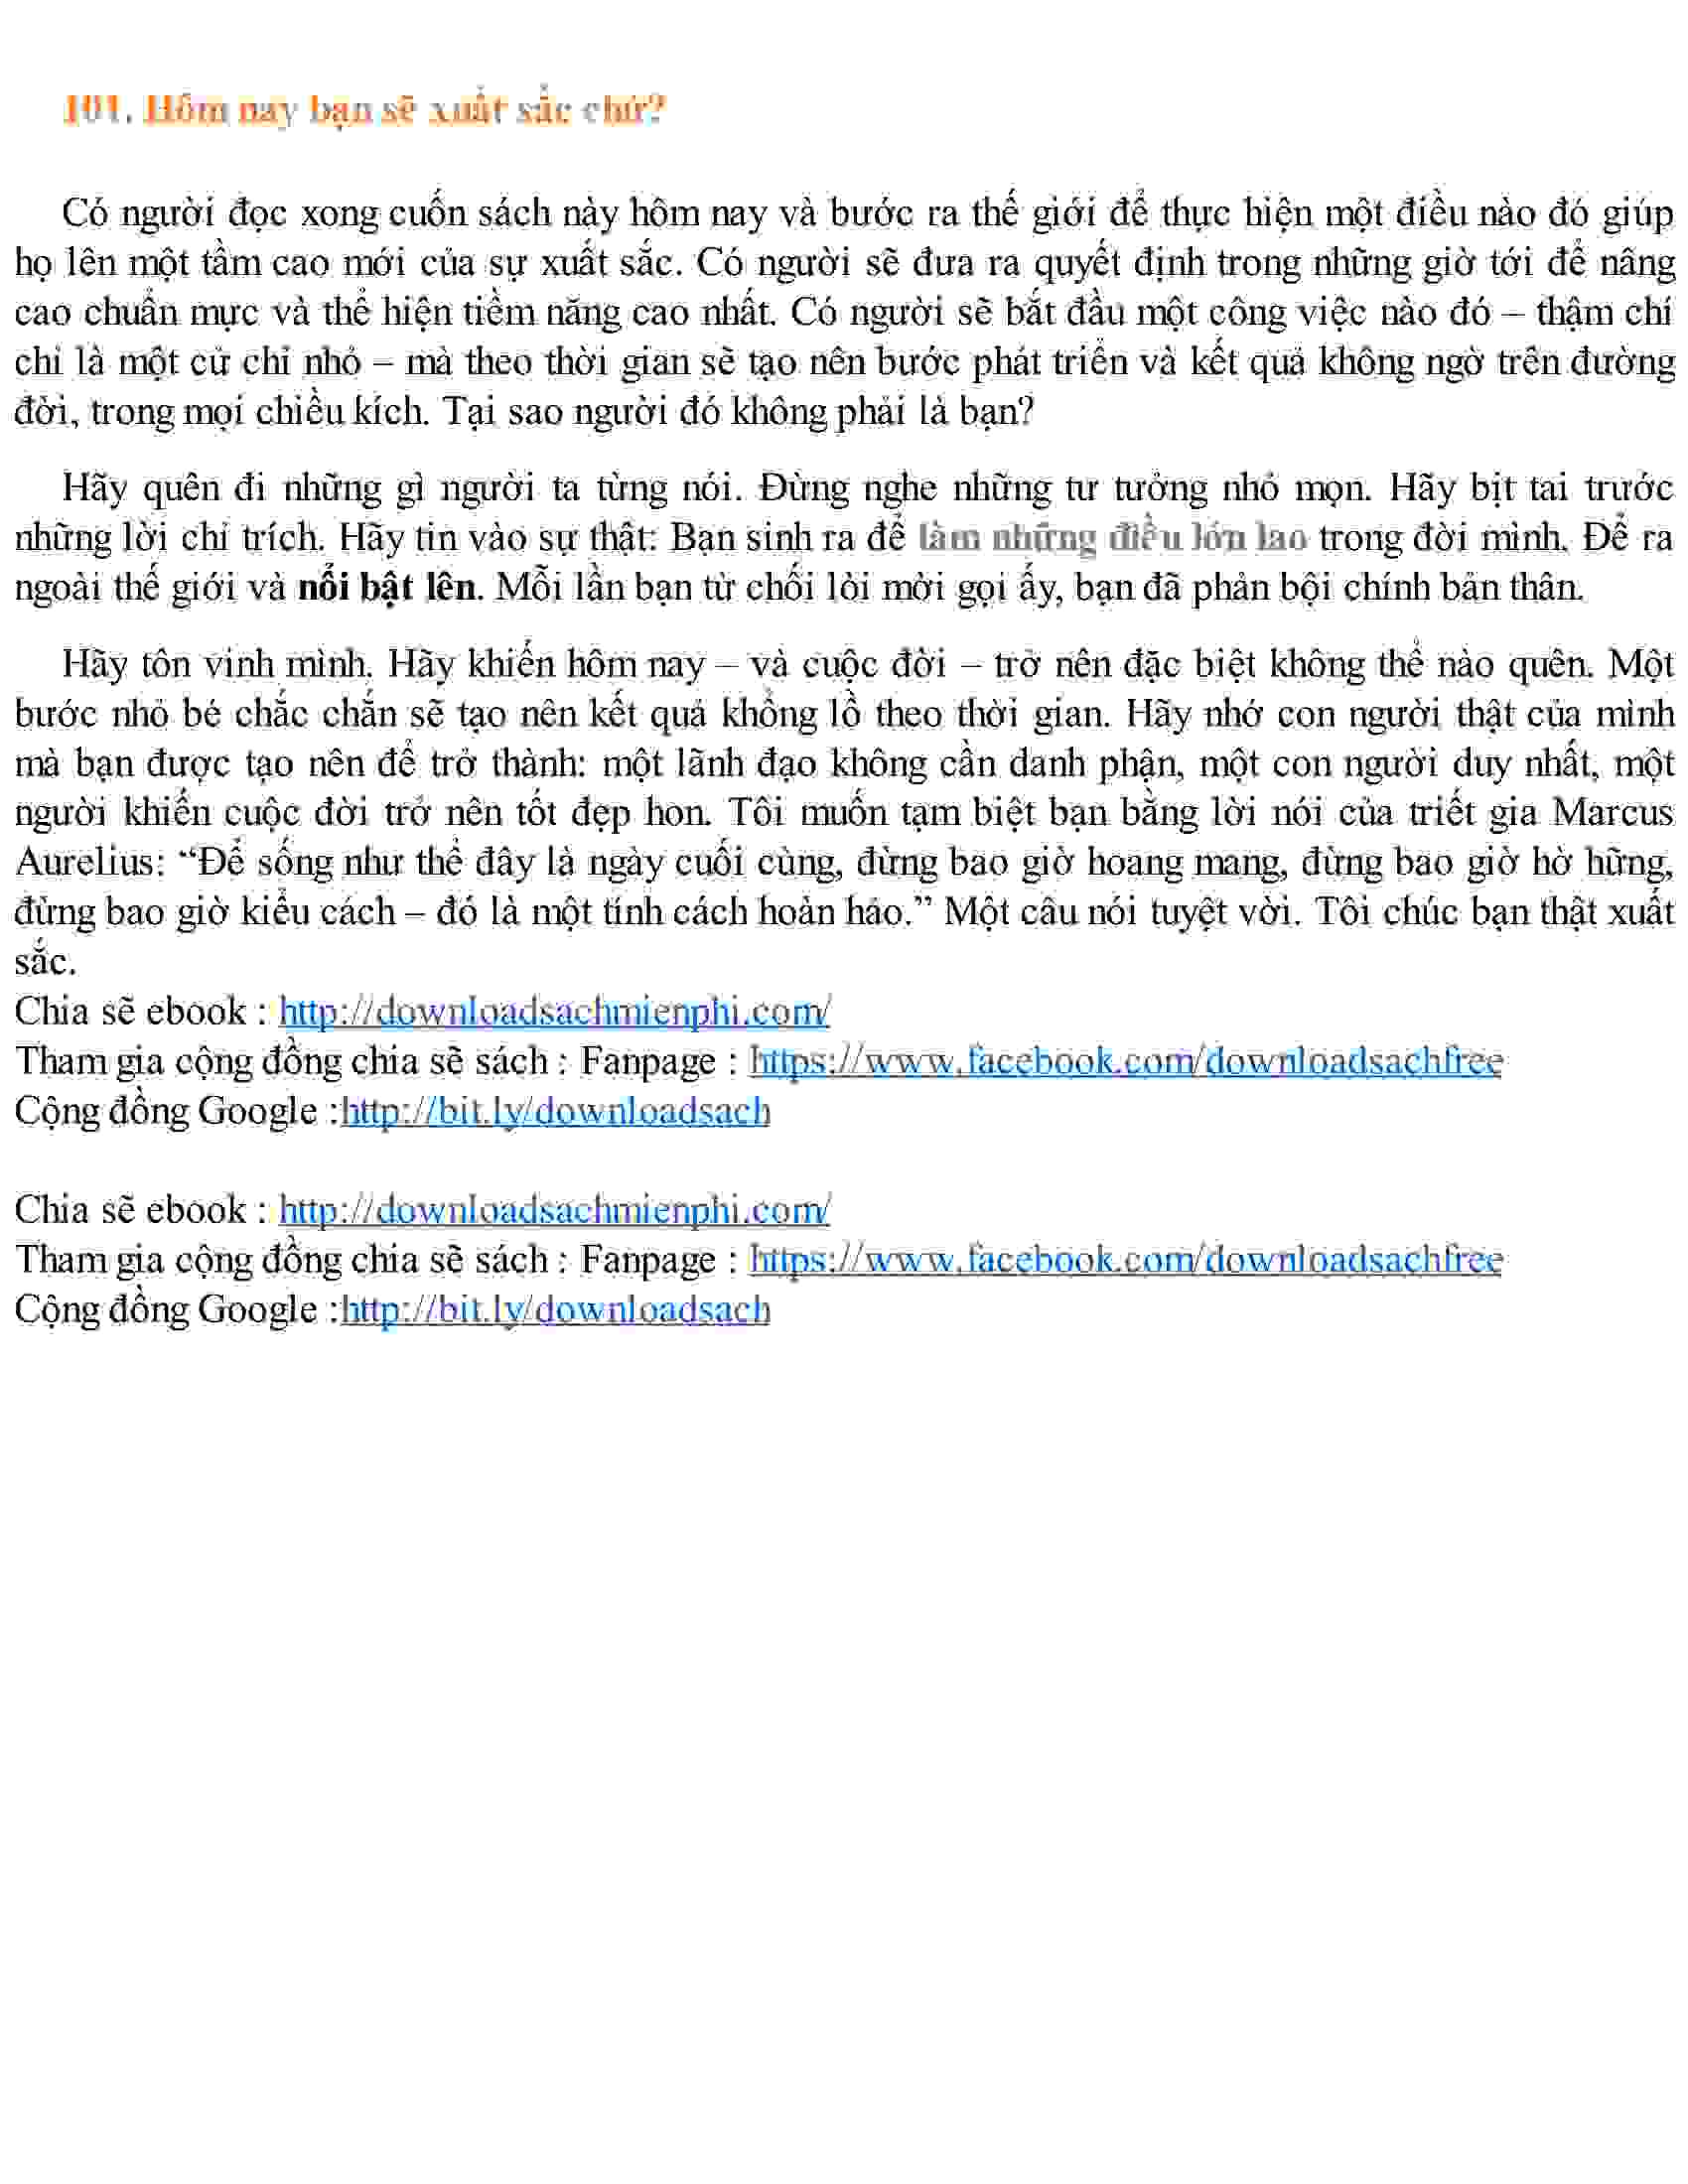 101. Hôm nay bạn sẽ xuất sắc chứ?
Có người đọc xong cuốn sách này hôm nay và bước ra thế giới để thực hiện một điều nào đó giúp
họ lên một tầm cao mới của sự xuất sắc. Có người sẽ đưa ra quyết định trong những giờ tới để nâng
cao chuẩn mực và thể hiện tiềm năng cao nhất. Có người sẽ bắt đầu một công việc nào đó – thậm chí
chỉ là một cử chỉ nhỏ – mà theo thời gian sẽ tạo nên bước phát triển và kết quả không ngờ trên đường
đời, trong mọi chiều kích. Tại sao người đó không phải là bạn?
Hãy quên đi những gì người ta từng nói. Đừng nghe những tư tưởng nhỏ mọn. Hãy bịt tai trước
những lời chỉ trích. Hãy tin vào sự thật: Bạn sinh ra để làm những điều lớn lao trong đời mình. Để ra
ngoài thế giới và nổi bật lên. Mỗi lần bạn từ chối lời mời gọi ấy, bạn đã phản bội chính bản thân.
Hãy tôn vinh mình. Hãy khiến hôm nay – và cuộc đời – trở nên đặc biệt không thể nào quên. Một
bước nhỏ bé chắc chắn sẽ tạo nên kết quả khổng lồ theo thời gian. Hãy nhớ con người thật của mình
mà bạn được tạo nên để trở thành: một lãnh đạo không cần danh phận, một con người duy nhất, một
người khiến cuộc đời trở nên tốt đẹp hon. Tôi muốn tạm biệt bạn bằng lời nói của triết gia Marcus
Aurelius: “Để sống như thể đây là ngày cuối cùng, đừng bao giờ hoang mang, đừng bao giờ hờ hững,
đừng bao giờ kiểu cách – đó là một tính cách hoàn hảo.” Một câu nói tuyệt vời. Tôi chúc bạn thật xuất
sắc.
Chia sẽ ebook : http://downloadsachmienphi.com/
Tham gia cộng đồng chia sẽ sách : Fanpage : https://www.facebook.com/downloadsachfree
Cộng đồng Google :http://bit.ly/downloadsach
Chia sẽ ebook : http://downloadsachmienphi.com/
Tham gia cộng đồng chia sẽ sách : Fanpage : https://www.facebook.com/downloadsachfree
Cộng đồng Google :http://bit.ly/downloadsach